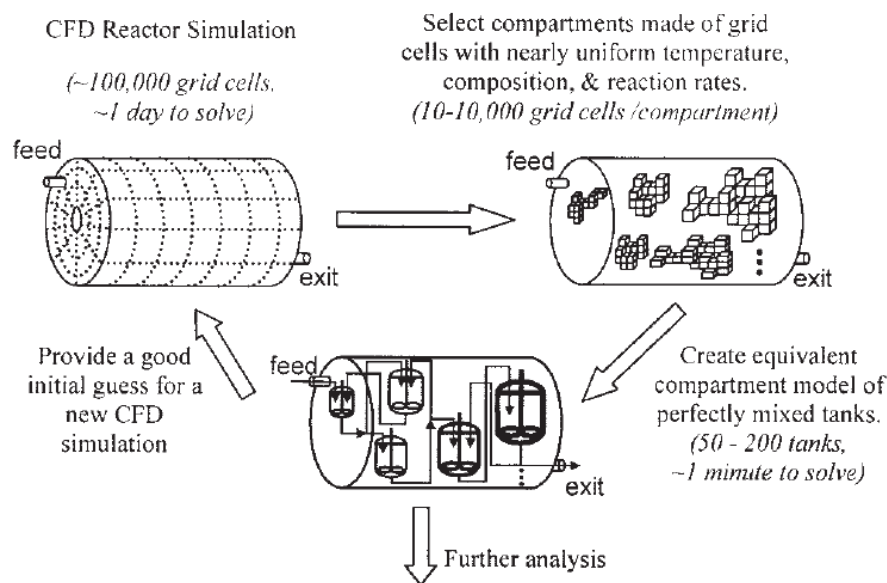 CFD Reactor Simulation
(~100,000 grid cells,
~1 day to solve)
Select compartments made of grid
cells with nearly uniform temperature,
composition, & reaction rates.
(10-10,000 grid cells /compartment)
feed
exit
feed
exit
Provide a good
initial guess for a
new CFD
simulation
feed
exit
Create equivalent
compartment model of
perfectly mixed tanks.
(50 - 200 tanks,
~1 minute to solve)
Further analysis